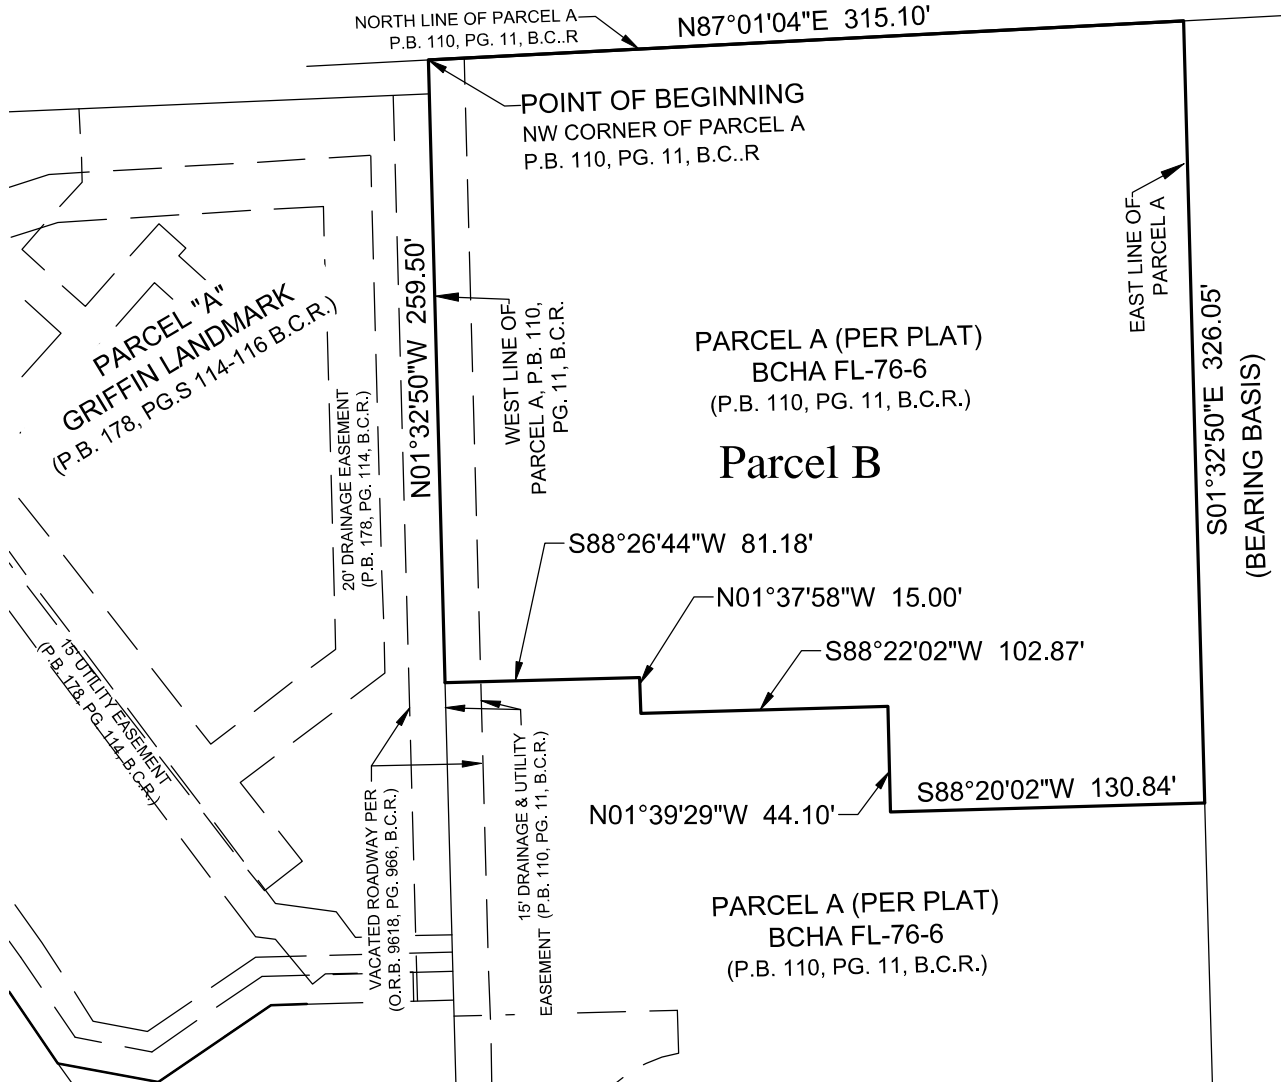 NORTH LINE OF PARCEL A
P.B. 110, PG. 11, B.C..R
N87°01'04"E 315.10'
POINT OF BEGINNING
NW CORNER OF PARCEL A
P.B. 110, PG. 11, B.C..R
EAST LINE OF
PARCEL A
PARCEL "A"
GRIFFIN LANDMARK
(P.B. 178, PG.S 114-116 B.C.R.)
N01°32'50"W 259.50'
WEST LINE OF
PARCEL A, P.B. 110,
PG. 11, B.C.R.
PARCEL A (PER PLAT)
BCHA FL-76-6
(P.B. 110, PG. 11, B.C.R.)
Parcel B
S01°32'50"E 326.05'
(BEARING BASIS)
20' DRAINAGE EASEMENT
(P.B. 178, PG. 114, B.C.R.)
S88°26'44"W 81.18'
N01°37'58"W 15.00'
S88°22'02"W 102.87'
15' UTILITY EASEMENT
(P.B. 178, PG. 114, B.C.R.)
S88°20'02"W 130.84'
N01°39'29"W 44.10'
VACATED ROADWAY PER
(O.R.B. 9618, PG. 966, B.C.R.)
15' DRAINAGE & UTILITY
EASEMENT (P.B. 110, PG. 11, B.C.R.)
PARCEL A (PER PLAT)
BCHA FL-76-6
(P.B. 110, PG. 11, B.C.R.)